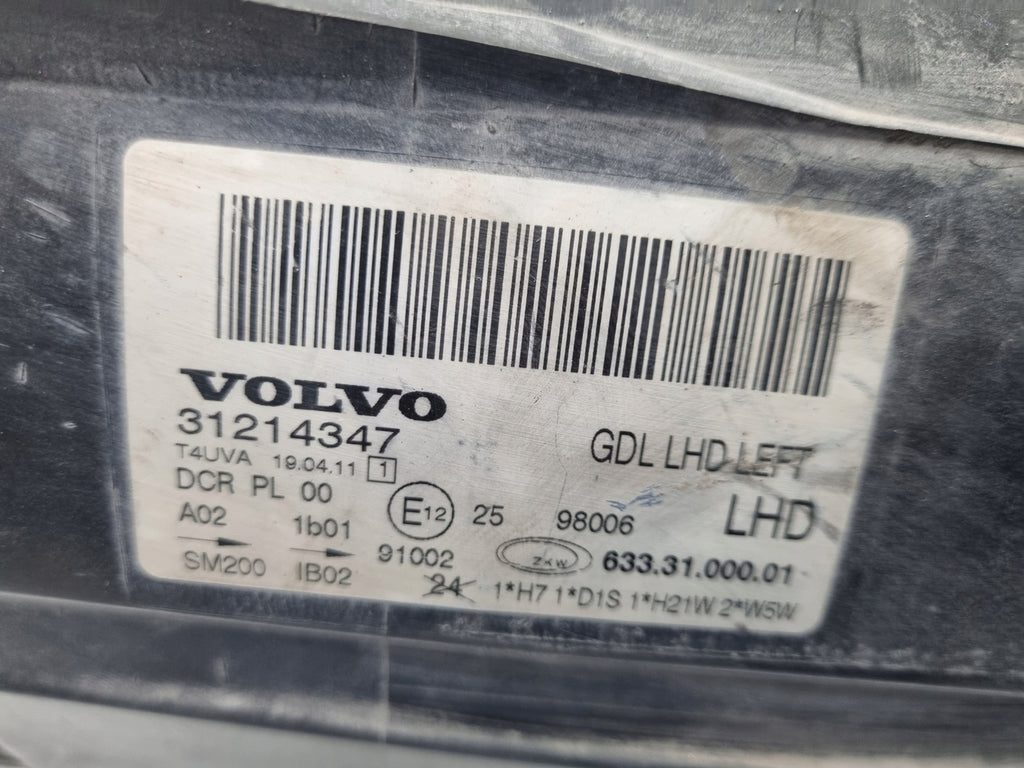 VOLVO
31214347
GDL LHD LEFT
T4UVA 19.04.11 1
DCR PL 00
LHD
A02 1b01 E12 25 98006
SM200 IB02 91002 ZKW 633.31.000.01
24 1*H7 1*D1S 1*H21W 2*W5W